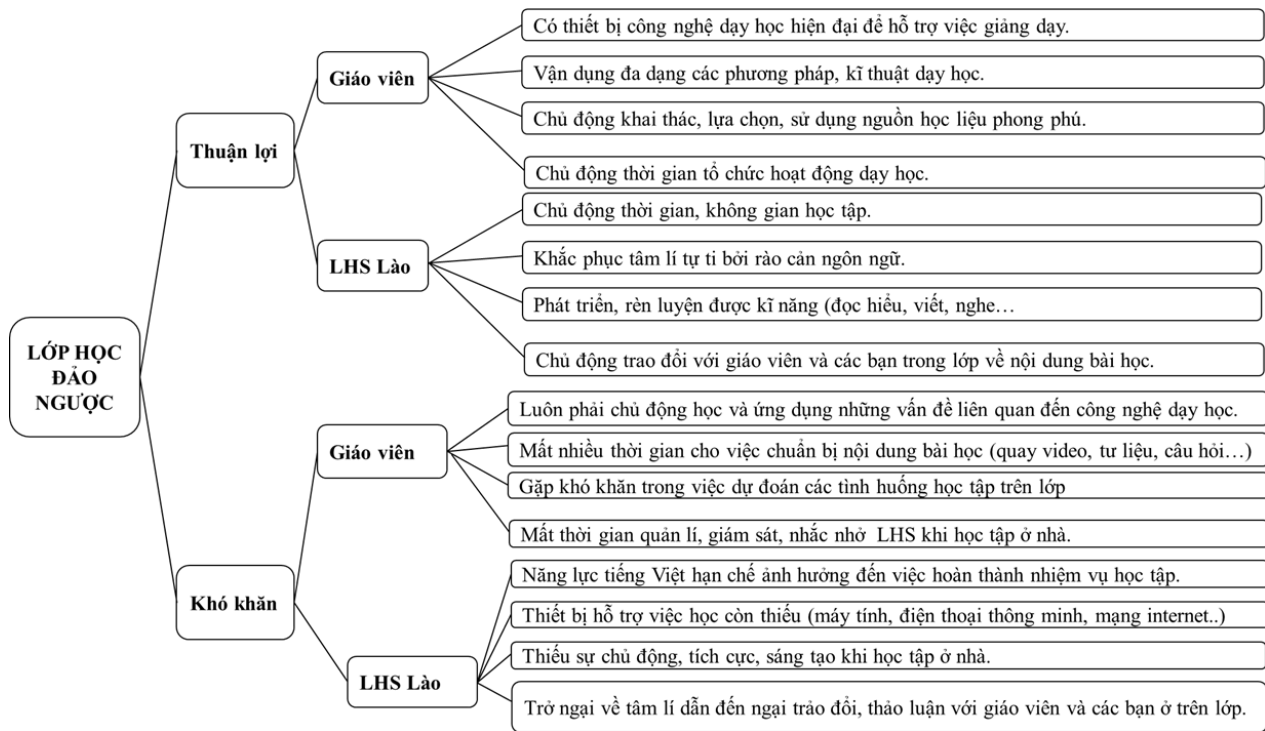 LỚP HỌC
ĐẢO
NGƯỢC
Thuận lợi
Giáo viên
Có thiết bị công nghệ dạy học hiện đại để hỗ trợ việc giảng dạy.
Vận dụng đa dạng các phương pháp, kĩ thuật dạy học.
Chủ động khai thác, lựa chọn, sử dụng nguồn học liệu phong phú.
Chủ động thời gian tổ chức hoạt động dạy học.
LHS Lào
Chủ động thời gian, không gian học tập.
Khắc phục tâm lí tự ti bởi rào cản ngôn ngữ.
Phát triển, rèn luyện được kĩ năng (đọc hiểu, viết, nghe…
Chủ động trao đổi với giáo viên và các bạn trong lớp về nội dung bài học.
Khó khăn
Giáo viên
Luôn phải chủ động học và ứng dụng những vấn đề liên quan đến công nghệ dạy học.
Mất nhiều thời gian cho việc chuẩn bị nội dung bài học (quay video, tư liệu, câu hỏi…)
Gặp khó khăn trong việc dự đoán các tình huống học tập trên lớp
Mất thời gian quản lí, giám sát, nhắc nhở  LHS khi học tập ở nhà.
LHS Lào
Năng lực tiếng Việt hạn chế ảnh hưởng đến việc hoàn thành nhiệm vụ học tập.
Thiết bị hỗ trợ việc học còn thiếu (máy tính, điện thoại thông minh, mạng internet..)
Thiếu sự chủ động, tích cực, sáng tạo khi học tập ở nhà.
Trở ngại về tâm lí dẫn đến ngại trảo đổi, thảo luận với giáo viên và các bạn ở trên lớp.